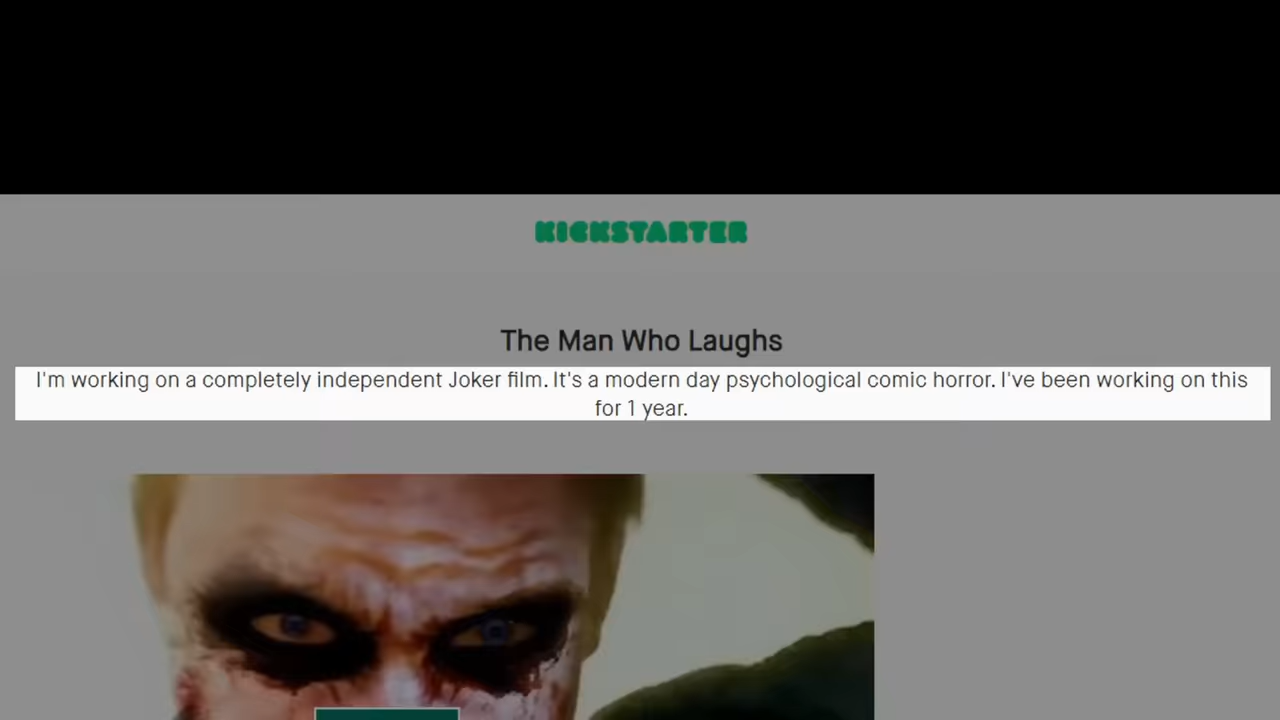 KICKSTARTER
The Man Who Laughs
I'm working on a completely independent Joker film. It's a modern day psychological comic horror. I've been working on this
for 1 year.